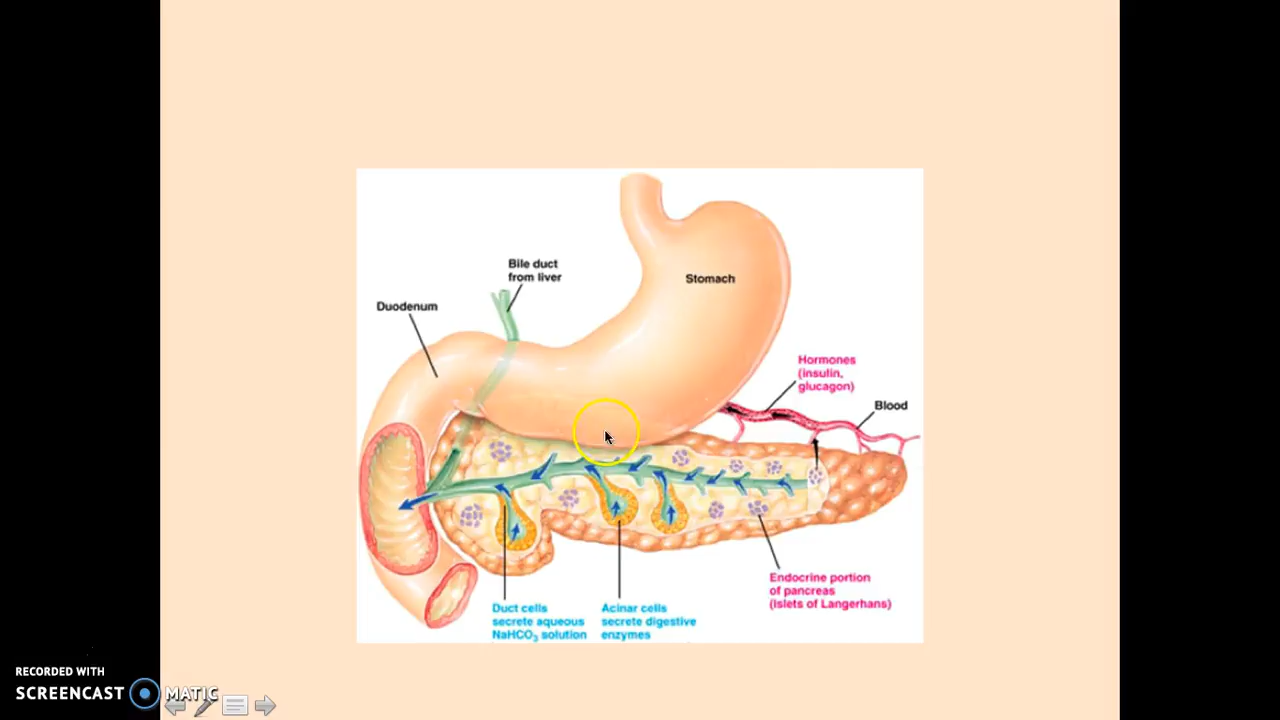 Bile duct
from liver
Stomach
Duodenum
Hormones
(insulin,
glucagon)
Blood
Endocrine portion
of pancreas
(Islets of Langerhans)
Duct cells
secrete aqueous
NaHCO₃ solution
Acinar cells
secrete digestive
enzymes
RECORDED WITH
SCREENCAST MATIC